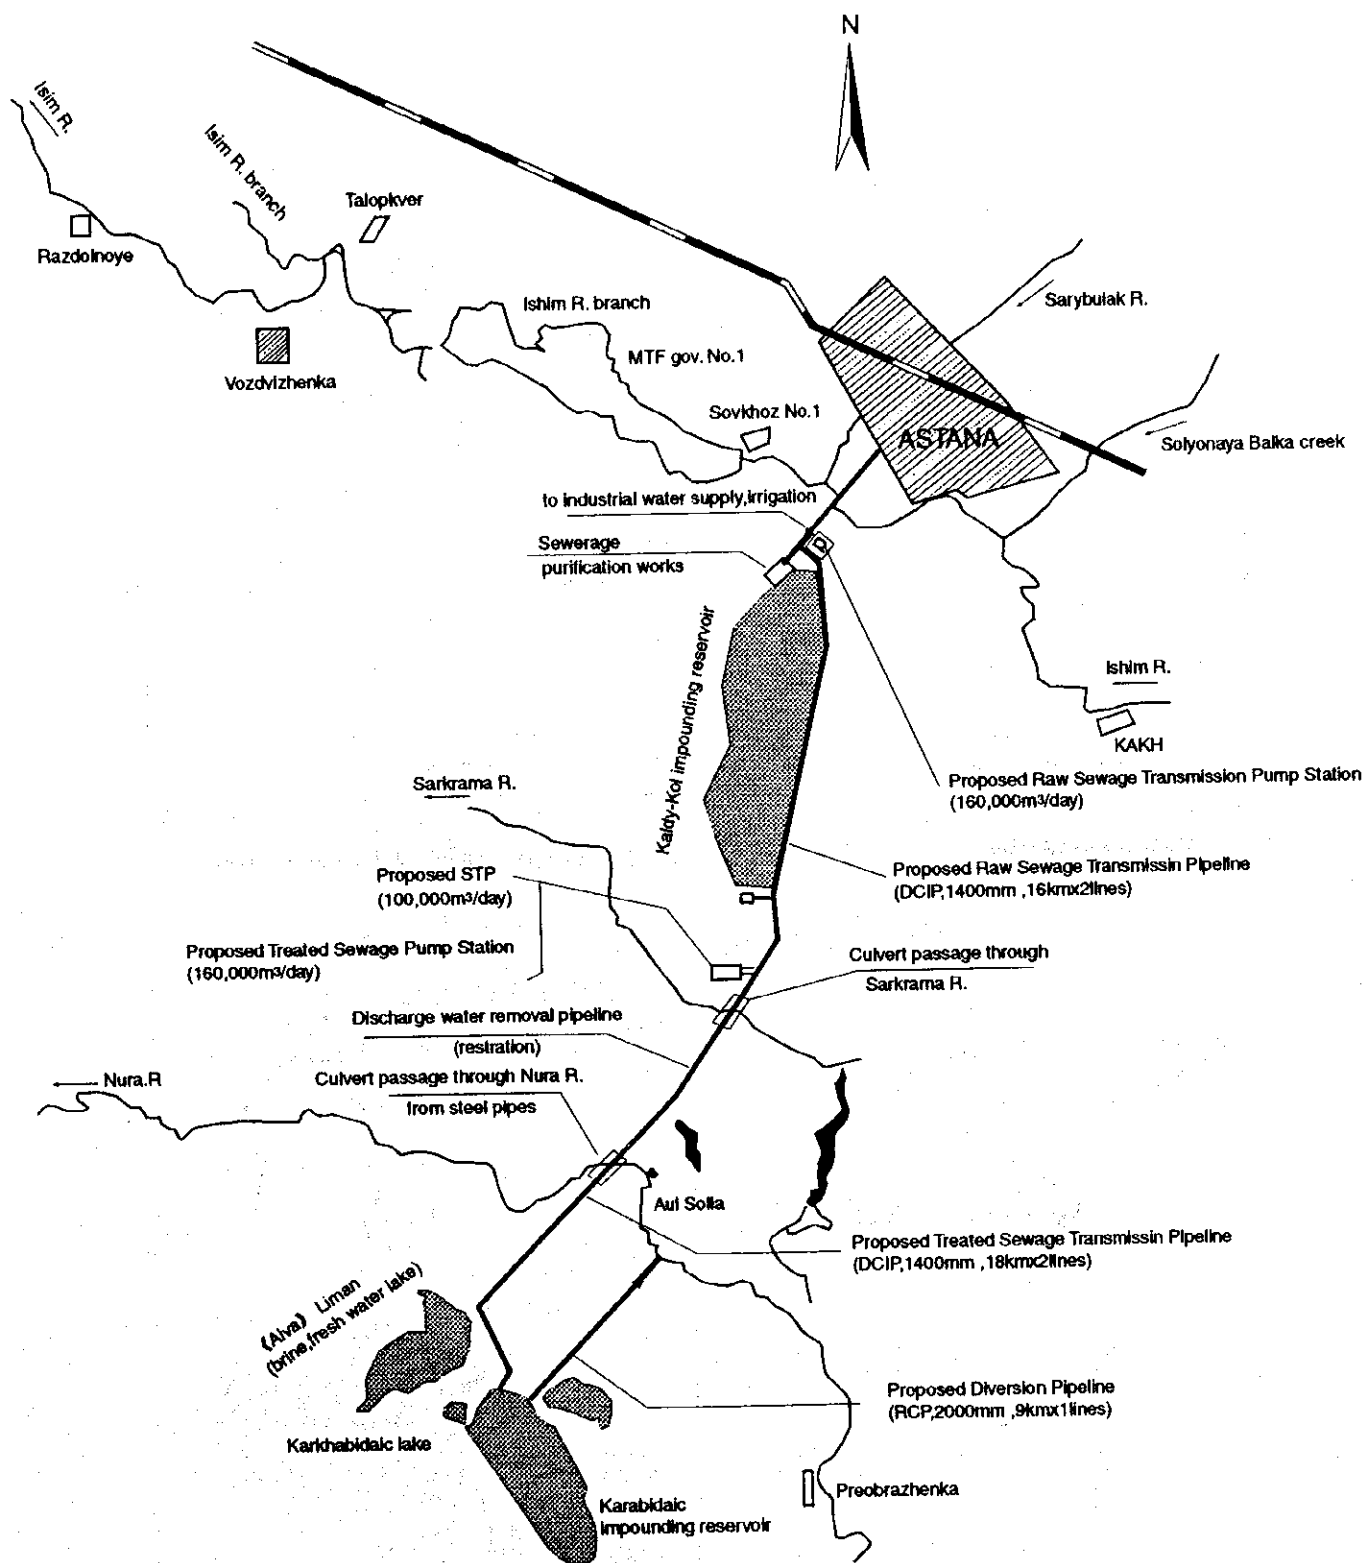 N
Isim R.
Isim R. branch
Talopkver
Razdolnoye
Vozdvizhenka
Ishim R. branch
MTF gov. No.1
Sovkhoz No.1
Sarybulak R.
ASTANA
Solyonaya Balka creek
to industrial water supply,irrigation
Sewerage
purification works
P
Kaldy-Kol impounding reservoir
Ishim R.
KAKH
Proposed Raw Sewage Transmission Pump Station
(160,000m³/day)
Sarkrama R.
Proposed Raw Sewage Transmissin Pipeline
(DCIP,1400mm ,16kmx2lines)
Proposed STP
(100,000m³/day)
Proposed Treated Sewage Pump Station
(160,000m³/day)
Culvert passage through
Sarkrama R.
Discharge water removal pipeline
(restration)
Nura.R
Culvert passage through Nura R.
from steel pipes
Aul Solia
Proposed Treated Sewage Transmissin Pipeline
(DCIP,1400mm ,18kmx2lines)
《Alva》 Liman
(brine,fresh water lake)
Proposed Diversion Pipeline
(RCP,2000mm ,9kmx1lines)
Karkhabidaic lake
Preobrazhenka
Karabidaic
impounding reservoir